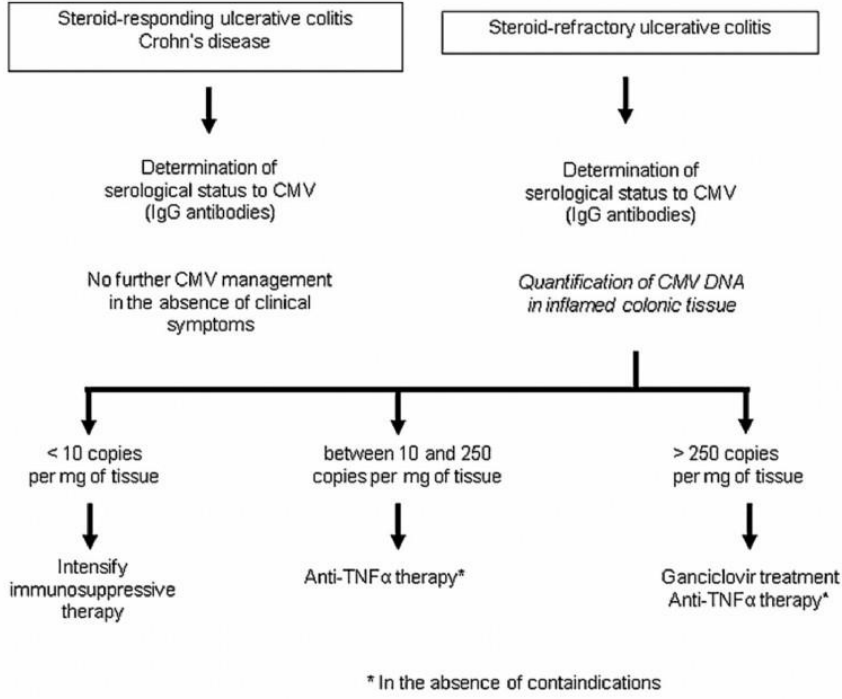 Steroid-responding ulcerative colitis
Crohn's disease
Steroid-refractory ulcerative colitis
Determination of
serological status to CMV
(IgG antibodies)
Determination of
serological status to CMV
(IgG antibodies)
No further CMV management
in the absence of clinical
symptoms
Quantification of CMV DNA
in inflamed colonic tissue
< 10 copies
per mg of tissue
between 10 and 250
copies per mg of tissue
> 250 copies
per mg of tissue
Intensify
immunosuppressive
therapy
Anti-TNFα therapy*
Ganciclovir treatment
Anti-TNFα therapy*
* In the absence of containdications